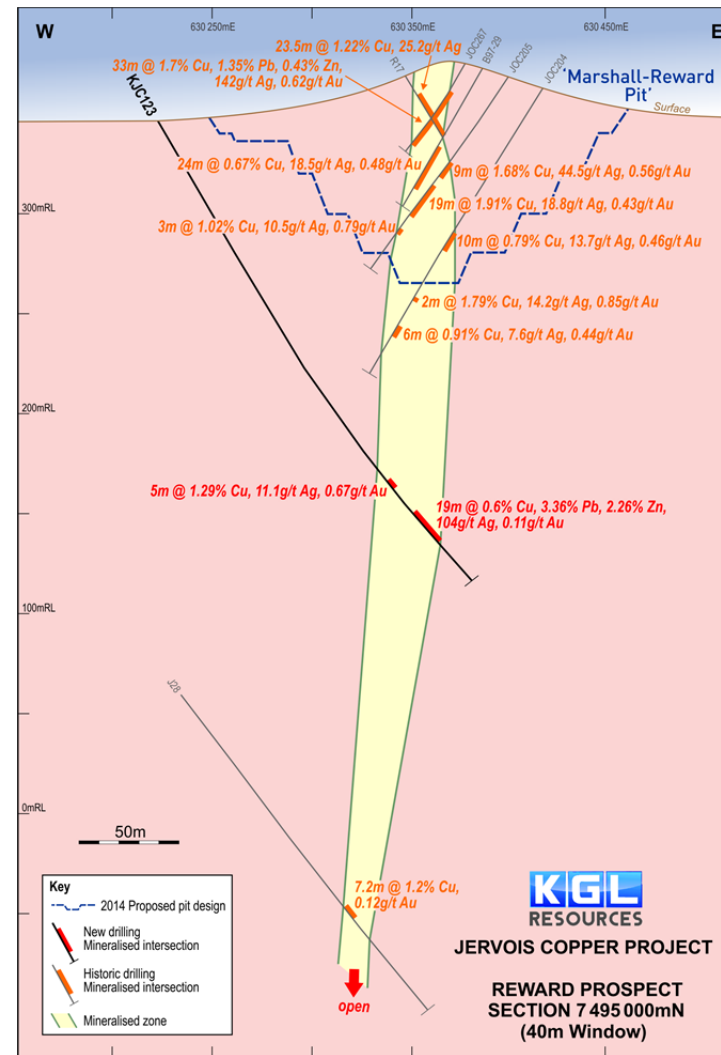 W
630 250mE
630 350mE
630 450mE
E
23.5m @ 1.22% Cu, 25.2g/t Ag
33m @ 1.7% Cu, 1.35% Pb, 0.43% Zn,
142g/t Ag, 0.62g/t Au
R17
JOC267
B97-29
JOC205
JOC204
'Marshall-Reward
Pit'
Surface
KJC123
24m @ 0.67% Cu, 18.5g/t Ag, 0.48g/t Au
9m @ 1.68% Cu, 44.5g/t Ag, 0.56g/t Au
19m @ 1.91% Cu, 18.8g/t Ag, 0.43g/t Au
300mRL
3m @ 1.02% Cu, 10.5g/t Ag, 0.79g/t Au
10m @ 0.79% Cu, 13.7g/t Ag, 0.46g/t Au
2m @ 1.79% Cu, 14.2g/t Ag, 0.85g/t Au
6m @ 0.91% Cu, 7.6g/t Ag, 0.44g/t Au
200mRL
5m @ 1.29% Cu, 11.1g/t Ag, 0.67g/t Au
19m @ 0.6% Cu, 3.36% Pb, 2.26% Zn,
104g/t Ag, 0.11g/t Au
100mRL
J28
0mRL
50m
7.2m @ 1.2% Cu,
0.12g/t Au
open
Key
2014 Proposed pit design
New drilling
Mineralised intersection
Historic drilling
Mineralised intersection
Mineralised zone
KGL
RESOURCES
JERVOIS COPPER PROJECT
REWARD PROSPECT
SECTION 7 495 000mN
(40m Window)